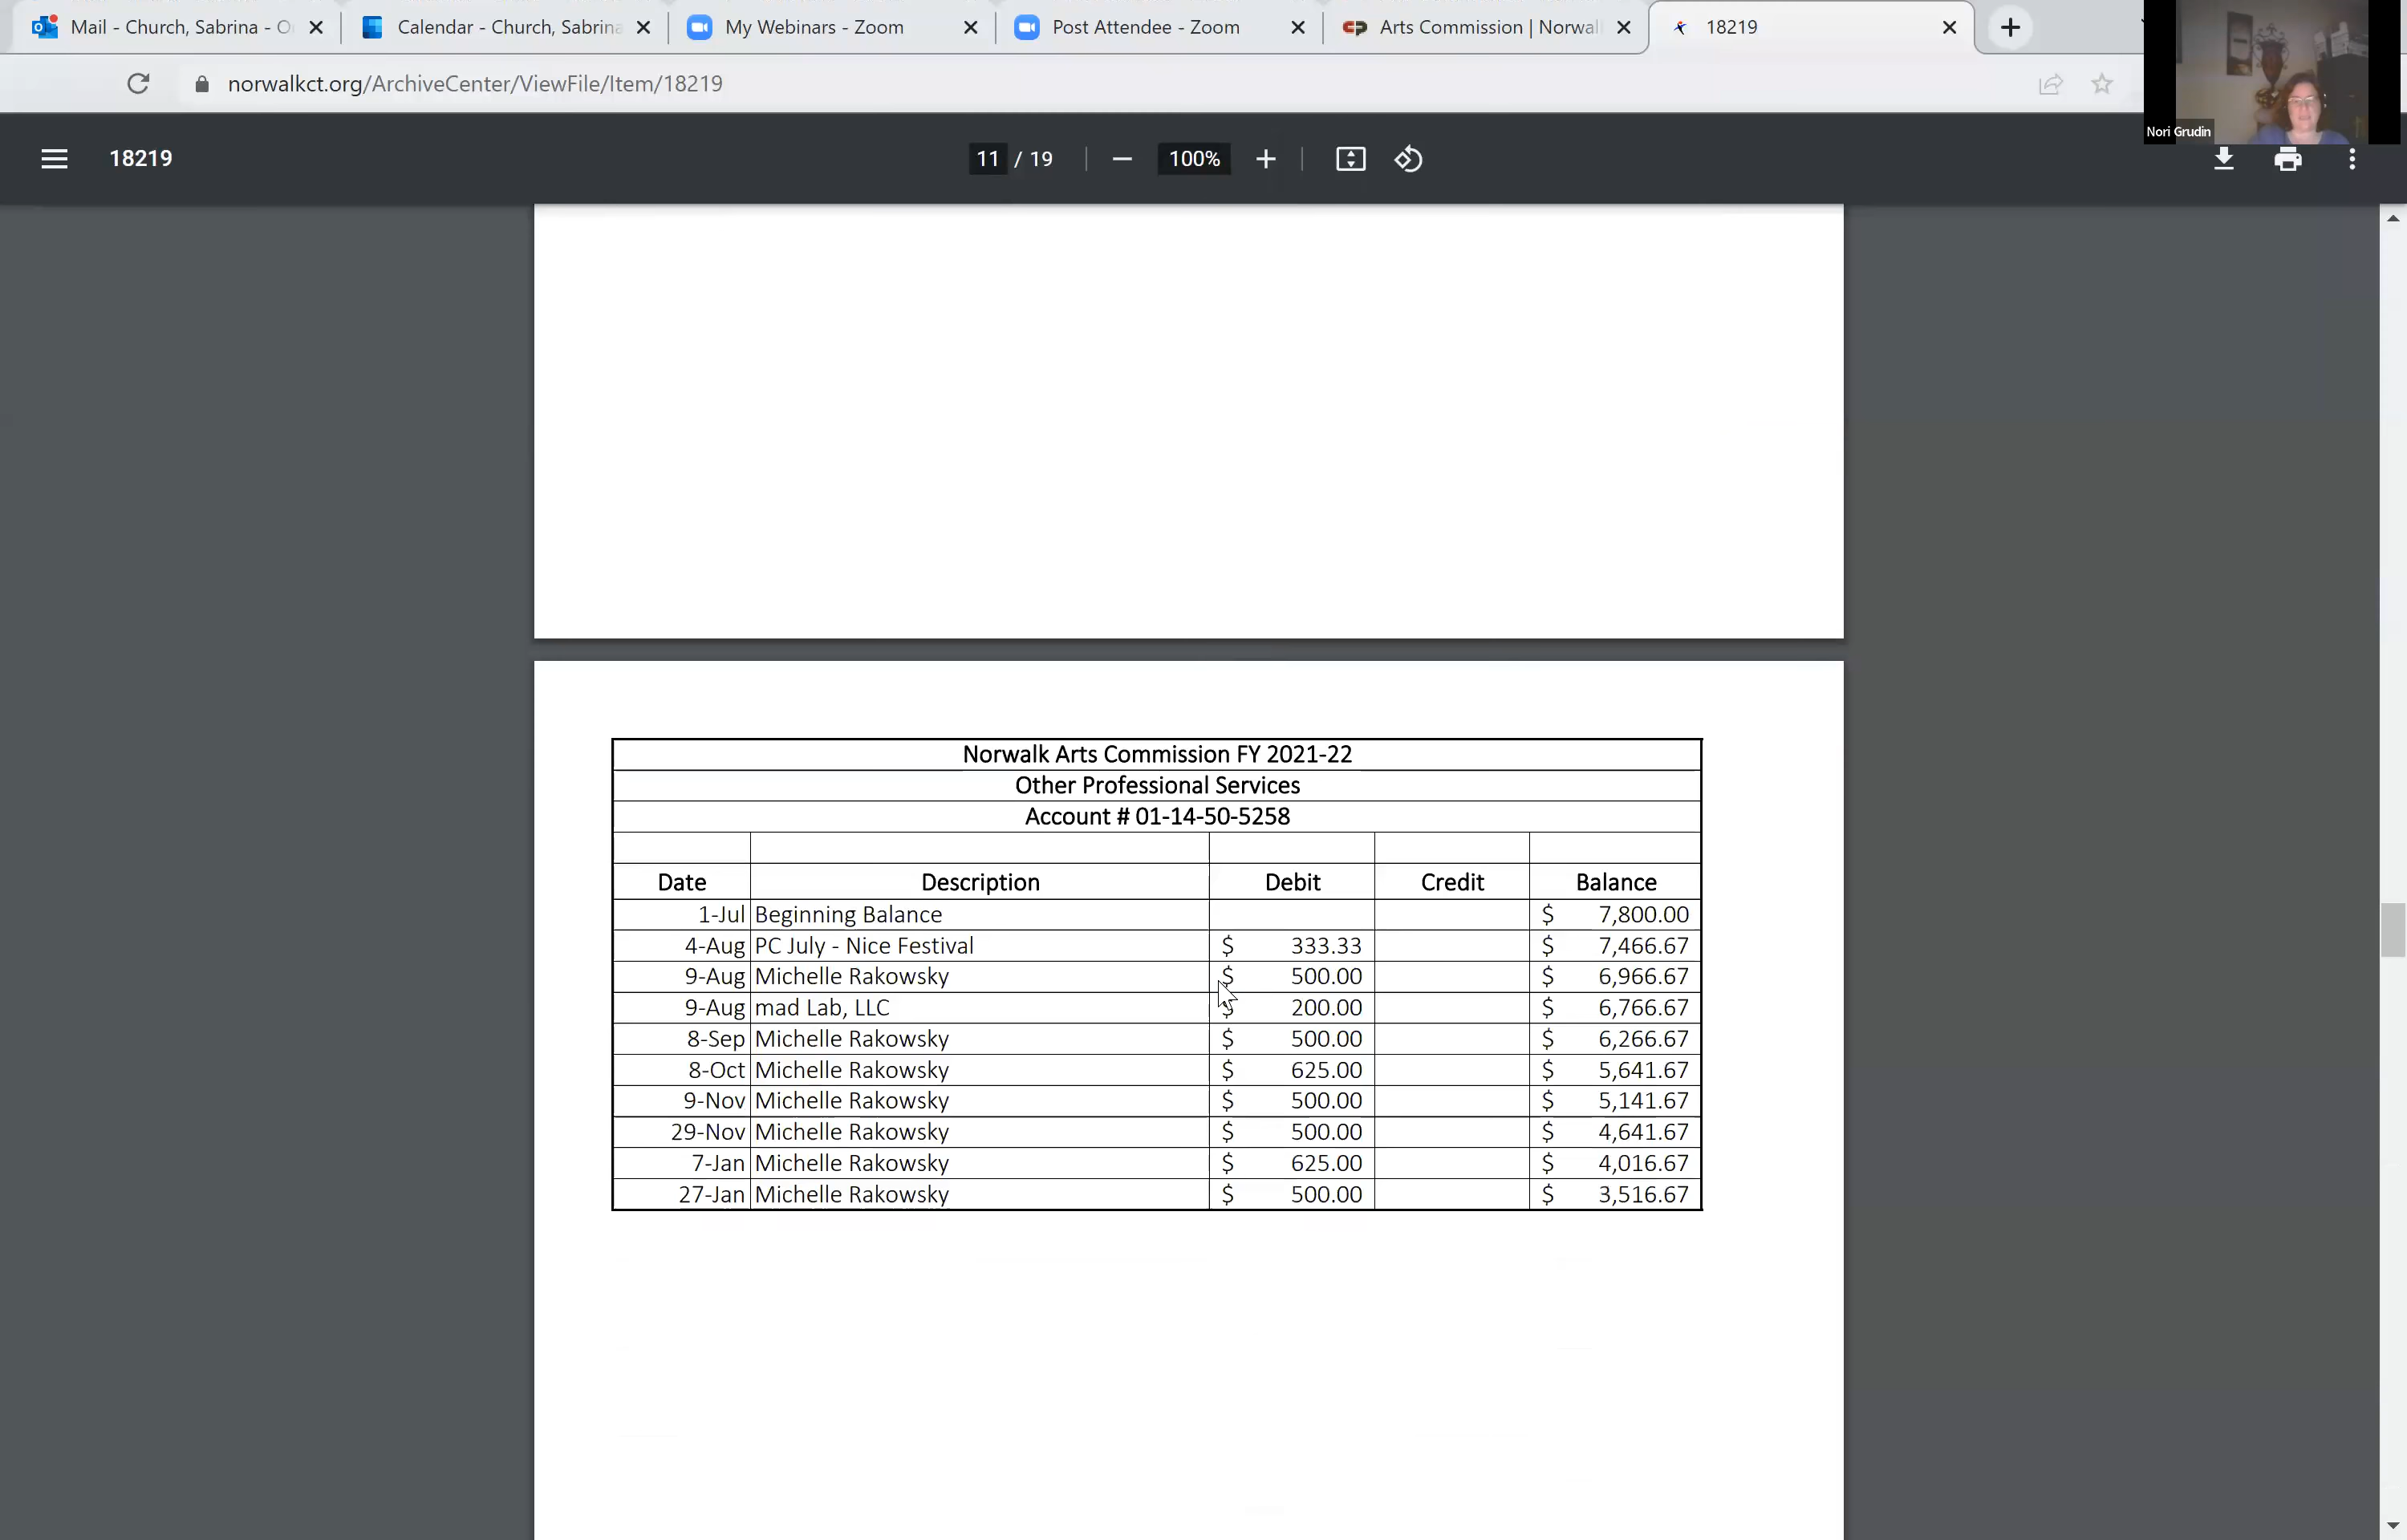 Mail - Church, Sabrina - O
Calendar - Church, Sabrina
My Webinars - Zoom
Post Attendee - Zoom
Arts Commission | Norwal
18219
norwalkct.org/ArchiveCenter/ViewFile/Item/18219
Nori Grudin
18219
11 / 19
100%
Norwalk Arts Commission FY 2021-22
Other Professional Services
Account # 01-14-50-5258
Date Description Debit Credit Balance
1-Jul Beginning Balance $ 7,800.00
4-Aug PC July - Nice Festival $ 333.33 $ 7,466.67
9-Aug Michelle Rakowsky $ 500.00 $ 6,966.67
9-Aug mad Lab, LLC $ 200.00 $ 6,766.67
8-Sep Michelle Rakowsky $ 500.00 $ 6,266.67
8-Oct Michelle Rakowsky $ 625.00 $ 5,641.67
9-Nov Michelle Rakowsky $ 500.00 $ 5,141.67
29-Nov Michelle Rakowsky $ 500.00 $ 4,641.67
7-Jan Michelle Rakowsky $ 625.00 $ 4,016.67
27-Jan Michelle Rakowsky $ 500.00 $ 3,516.67